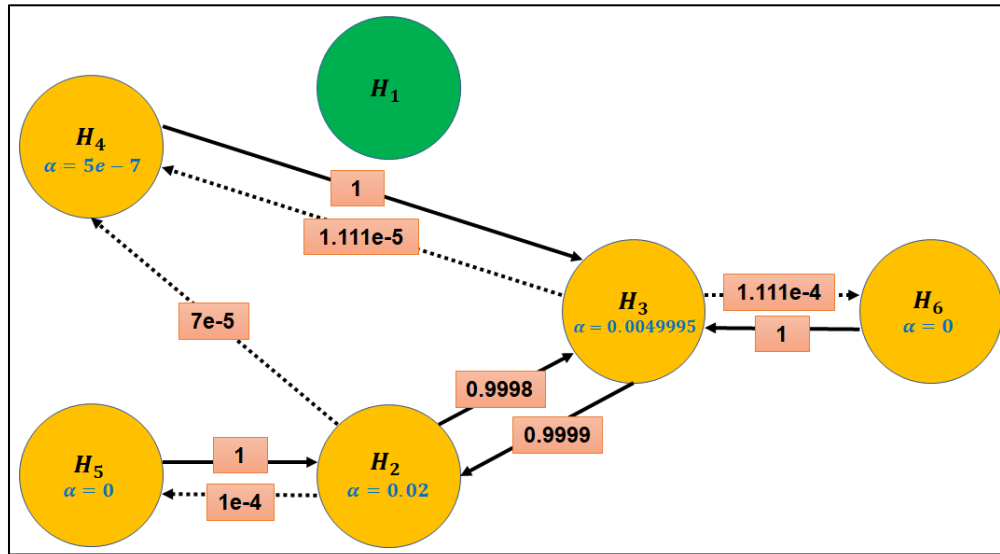 H₁
H₄
α = 5e − 7
1
1.111e-5
H₃
α = 0.0049995
1.111e-4
H₆
α = 0
1
7e-5
0.9998
0.9999
H₅
α = 0
1
1e-4
H₂
α = 0.02